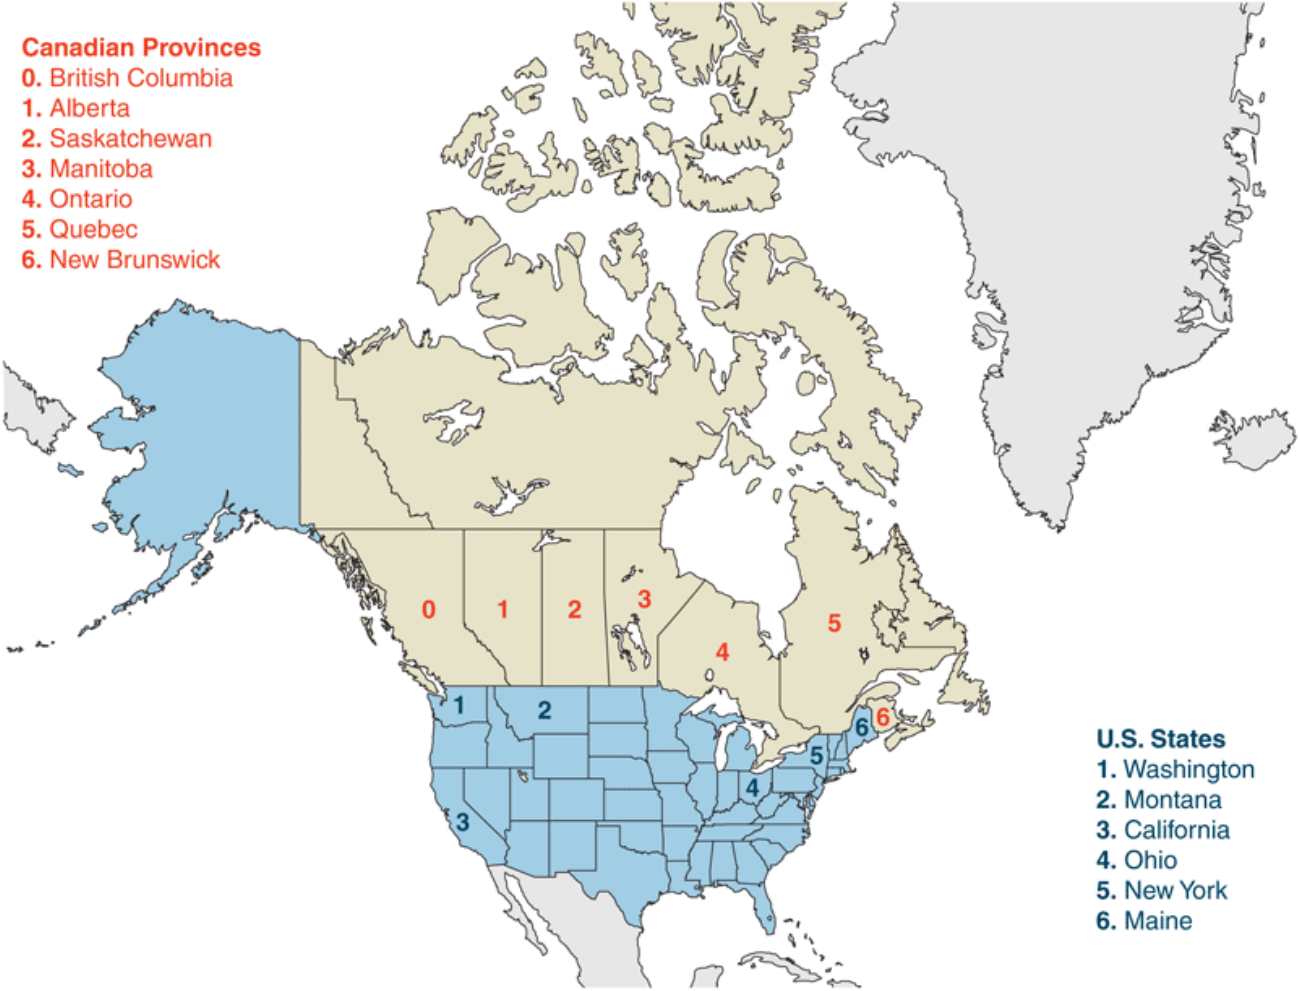 Canadian Provinces
0. British Columbia
1. Alberta
2. Saskatchewan
3. Manitoba
4. Ontario
5. Quebec
6. New Brunswick
0
1
2
3
4
5
6
1
2
3
4
5
6
U.S. States
1. Washington
2. Montana
3. California
4. Ohio
5. New York
6. Maine